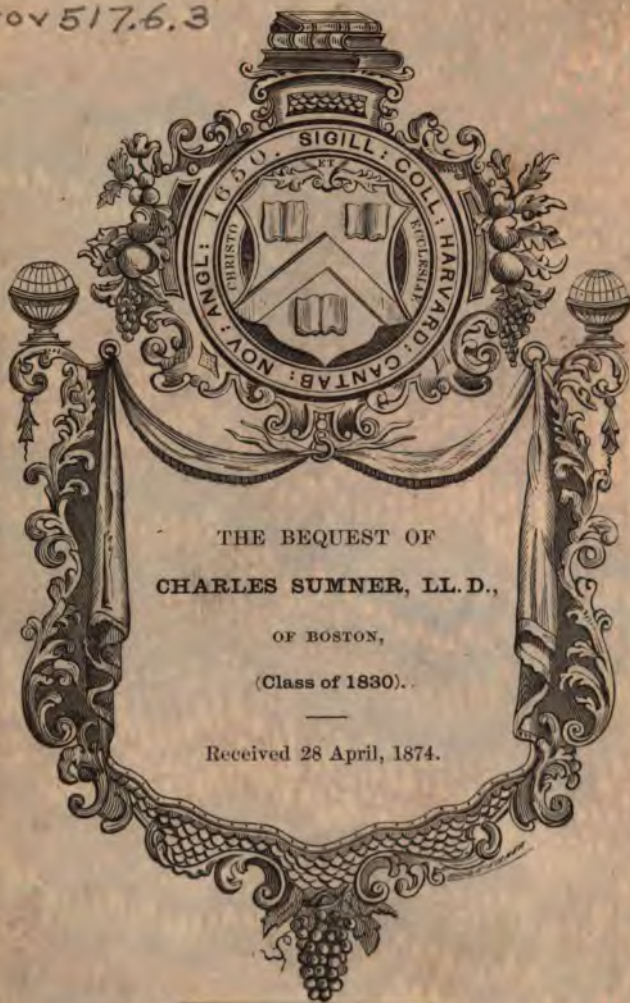 517.6.3
SIGILL: COLL: HARVARD: CANTAB: NOV: ANGL: 1650.
ET
CHRISTO
ECCLESIAE
THE BEQUEST OF
CHARLES SUMNER, LL.D.,
OF BOSTON,
(Class of 1830).
Received 28 April, 1874.